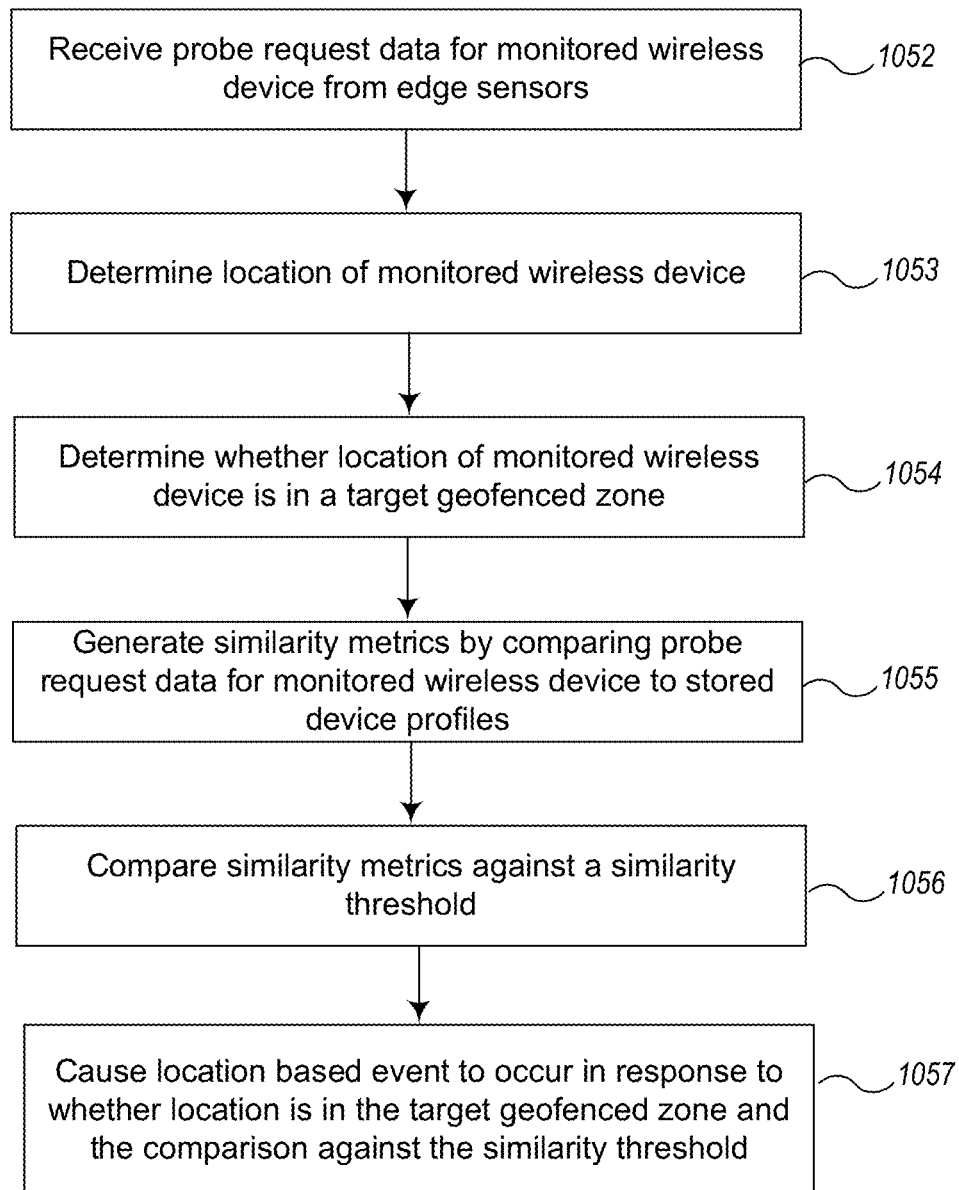 Receive probe request data for monitored wireless
device from edge sensors
1052
Determine location of monitored wireless device
1053
Determine whether location of monitored wireless
device is in a target geofenced zone
1054
Generate similarity metrics by comparing probe
request data for monitored wireless device to stored
device profiles
1055
Compare similarity metrics against a similarity
threshold
1056
Cause location based event to occur in response to
whether location is in the target geofenced zone and
the comparison against the similarity threshold
1057